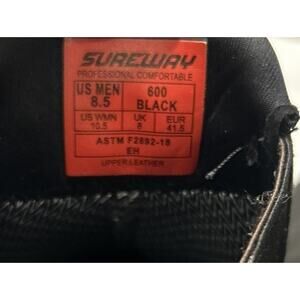 SUREWAY
PROFESSIONAL COMFORTABLE
US MEN 8.5
600 BLACK
US WMN 10.5
UK 8
EUR 41.5
ASTM F2892-18
EH
UPPER:LEATHER